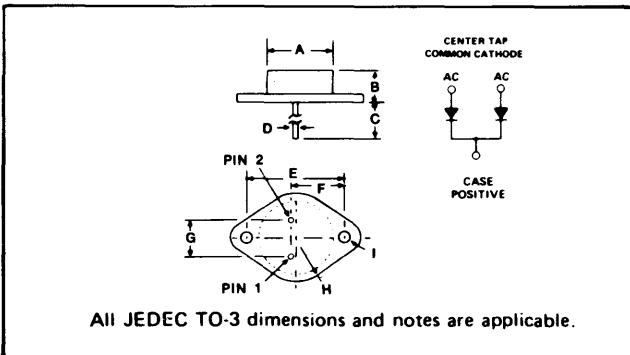 A
B
C
D
CENTER TAP
COMMON CATHODE
AC AC
CASE
POSITIVE
PIN 2
E
F
G
I
PIN 1
H
All JEDEC TO-3 dimensions and notes are applicable.